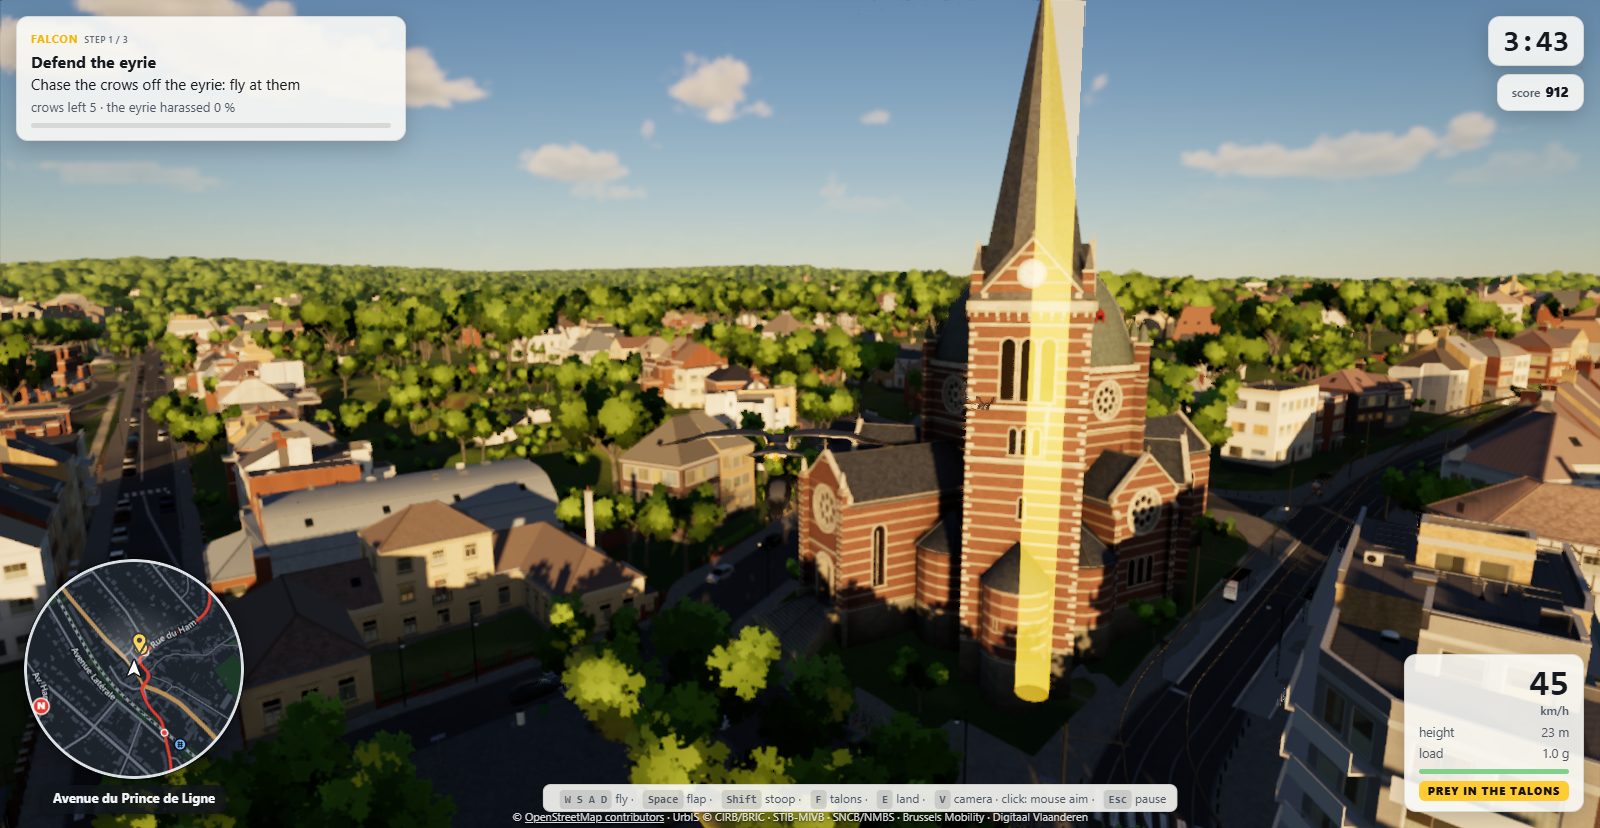 FALCON STEP 1 / 3
Defend the eyrie
Chase the crows off the eyrie: fly at them
crows left 5 · the eyrie harassed 0 %
3:43
score 912
Rue du Ham
Avenue Latérale
N
Avenue du Prince de Ligne
45
km/h
height 23 m
load 1.0 g
PREY IN THE TALONS
W S A D fly · Space flap · Shift stoop · F talons · E land · V camera · click: mouse aim · Esc pause
© OpenStreetMap contributors · UrbIS © CIRB/BRIC · STIB-MIVB · SNCB/NMBS · Brussels Mobility · Digitaal Vlaanderen